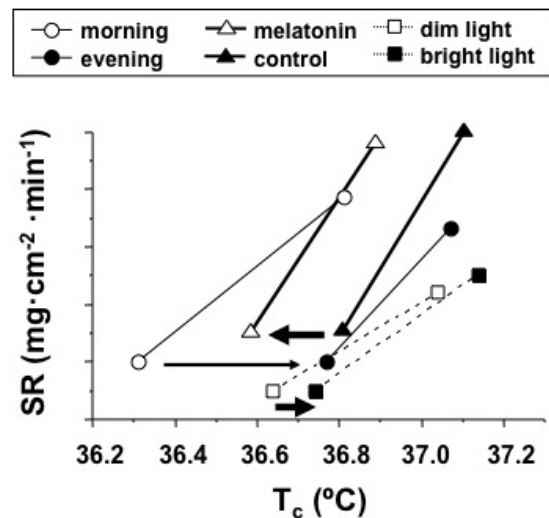 morning melatonin dim light
evening control bright light
SR (mg·cm-2 ·min-1)
36.2 36.4 36.6 36.8 37.0 37.2
Tc (ºC)